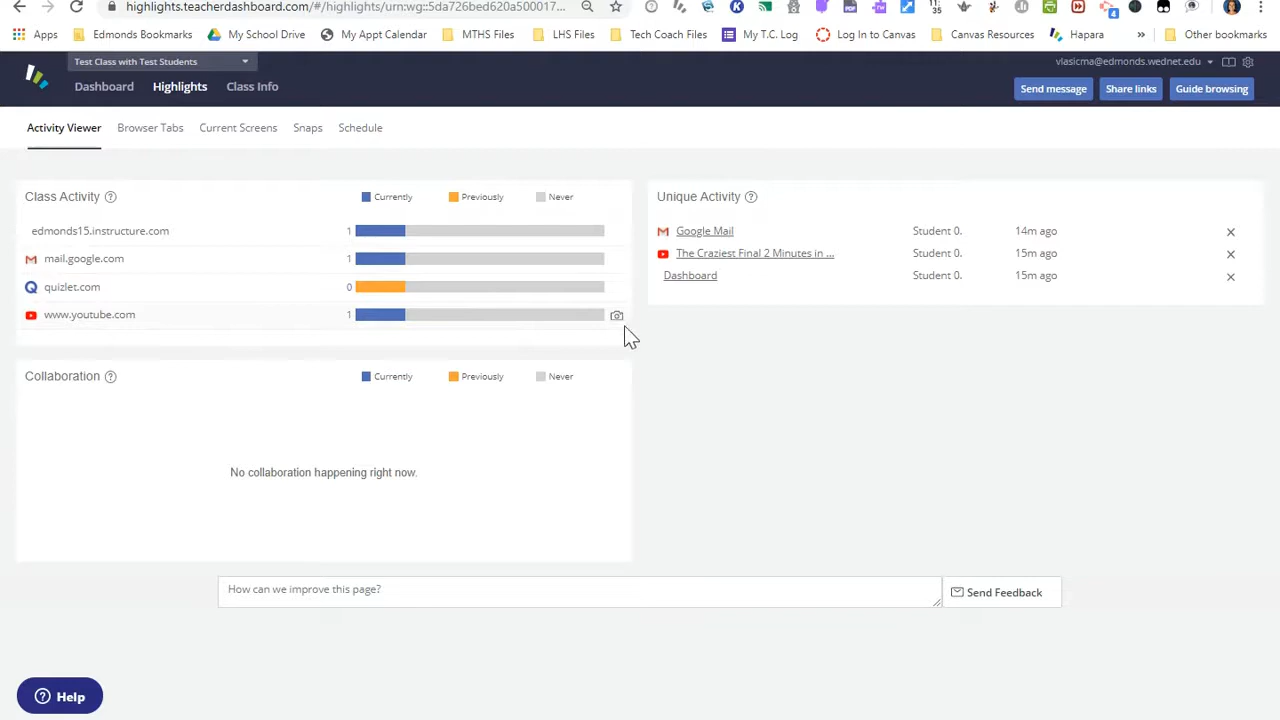 highlights.teacherdashboard.com/#/highlights/urn:wg:5da726bed620a500017...
11
35
4
Apps Edmonds Bookmarks My School Drive My Appt Calendar MTHS Files LHS Files Tech Coach Files My T.C. Log Log In to Canvas Canvas Resources Hapara » Other bookmarks
Test Class with Test Students vlasicma@edmonds.wednet.edu
Dashboard Highlights Class Info Send message Share links Guide browsing
Activity Viewer Browser Tabs Current Screens Snaps Schedule
Class Activity ? Currently Previously Never
edmonds15.instructure.com 1
mail.google.com 1
quizlet.com 0
www.youtube.com 1
Unique Activity ?
Google Mail Student 0. 14m ago ×
The Craziest Final 2 Minutes in ... Student 0. 15m ago ×
Dashboard Student 0. 15m ago ×
Collaboration ? Currently Previously Never
No collaboration happening right now.
How can we improve this page? Send Feedback
? Help